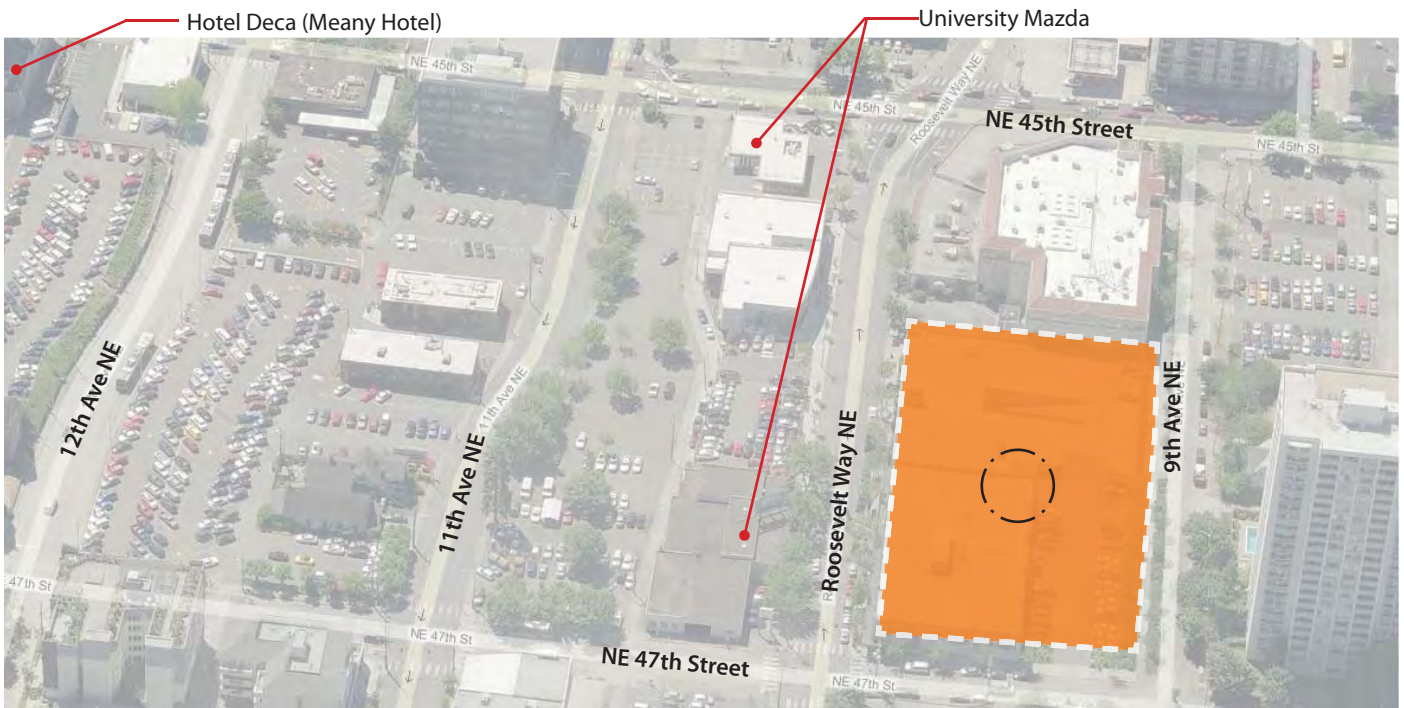 Hotel Deca (Meany Hotel)
University Mazda
NE 45th St
NE 45th St
Roosevelt Way NE
NE 45th Street
NE 45th St
12th Ave NE
11th Ave NE
11th Ave NE
Roosevelt Way NE
9th Ave NE
47th St
NE 47th St
NE 47th Street
NE 47th St